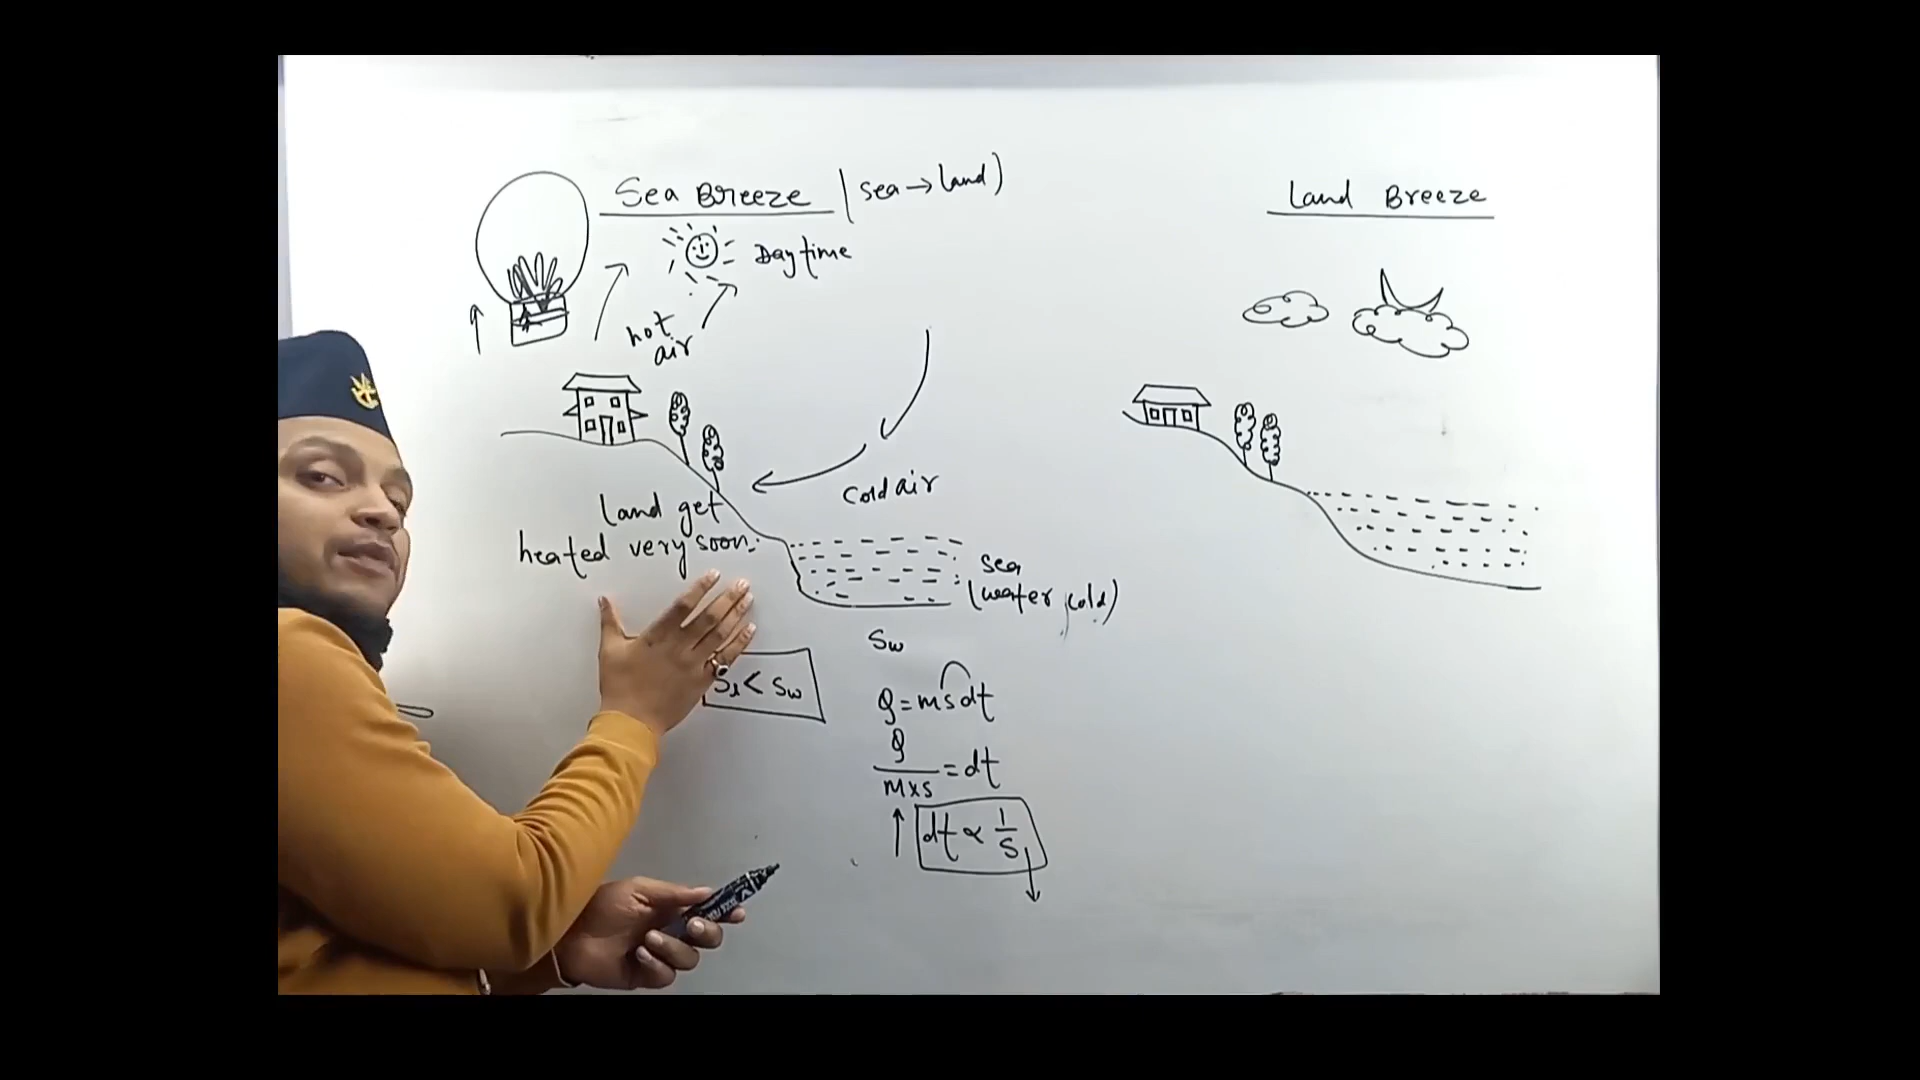 Sea Breeze (sea → land)
Day time
hot
air
Cold air
land get
heated very soon.
sea
(water cold)
Sw
Sl < Sw
Q = msdt
Q
m×s = dt
dt ∝ 1/s
Land Breeze